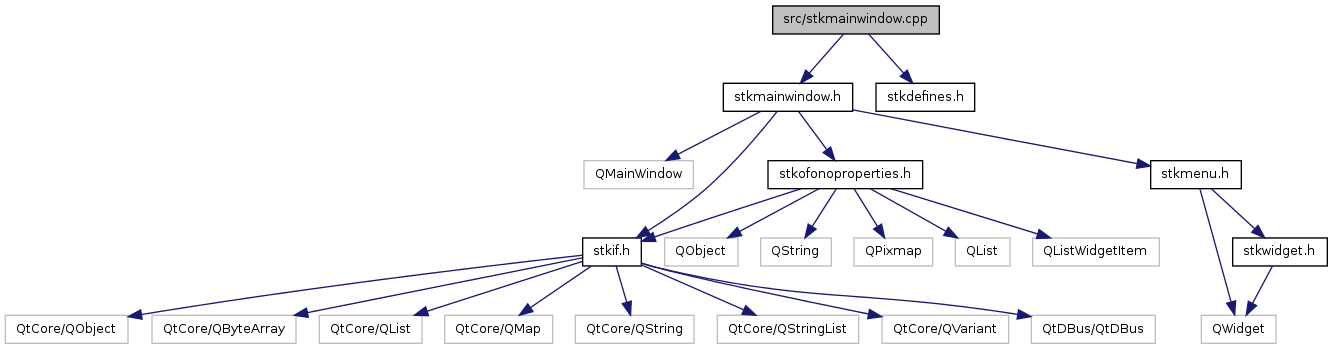 src/stkmainwindow.cpp
stkmainwindow.h
stkdefines.h
QMainWindow
stkofonoproperties.h
stkmenu.h
stkif.h
QObject
QString
QPixmap
QList
QListWidgetItem
stkwidget.h
QtCore/QObject
QtCore/QByteArray
QtCore/QList
QtCore/QMap
QtCore/QString
QtCore/QStringList
QtCore/QVariant
QtDBus/QtDBus
QWidget